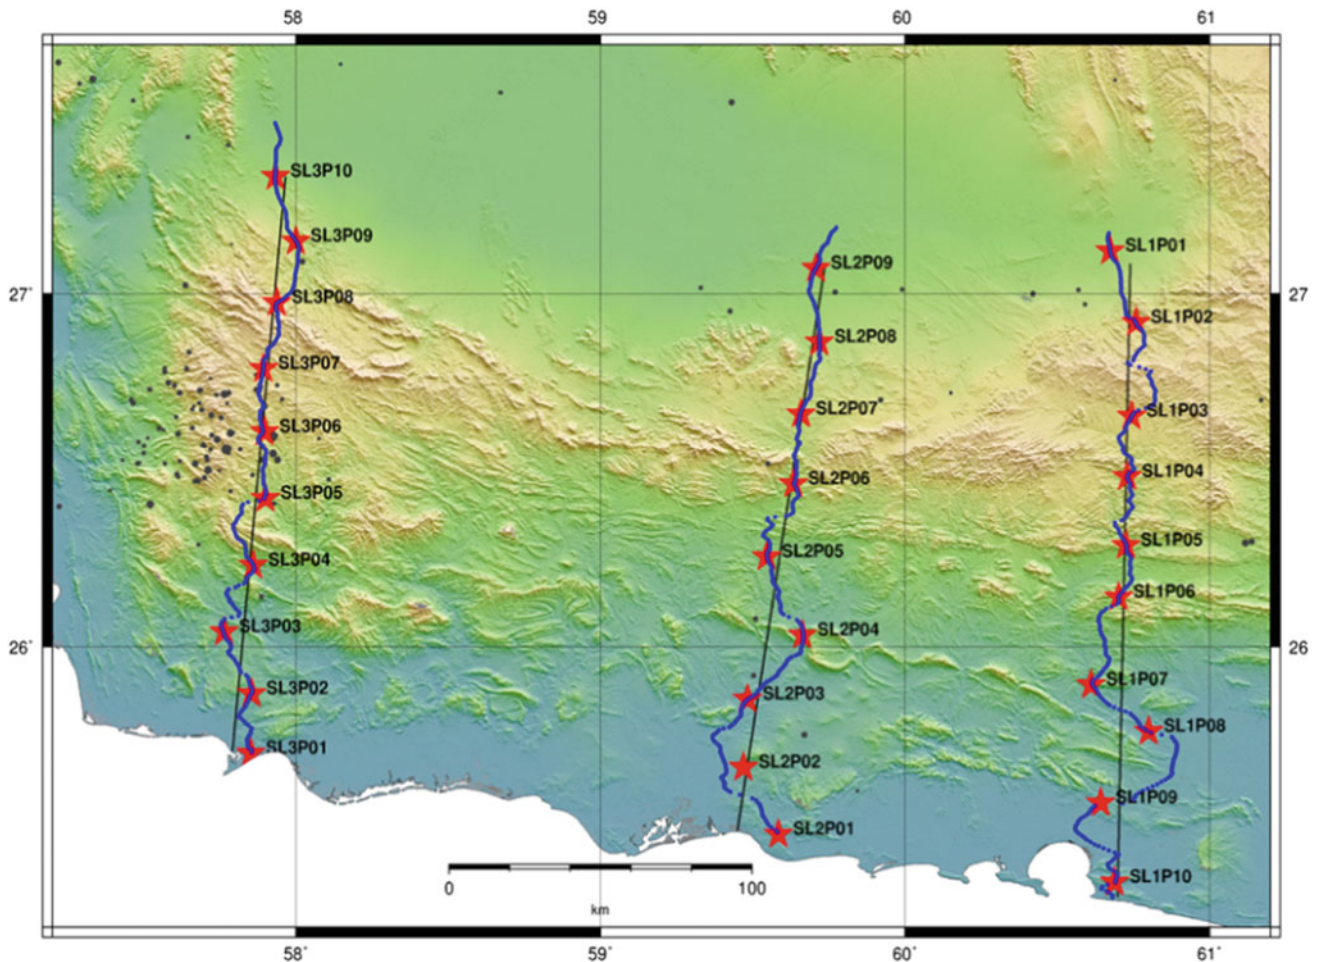 58 59 60 61
SL3P10
SL3P09
SL1P01
SL2P09
27° 27
SL3P08
SL1P02
SL2P08
SL3P07
SL2P07
SL1P03
SL3P06
SL1P04
SL2P06
SL3P05
SL1P05
SL2P05
SL3P04
SL1P06
SL3P03
SL2P04
26° 26
SL1P07
SL3P02
SL2P03
SL1P08
SL3P01
SL2P02
SL1P09
SL2P01
SL1P10
0 100
km
58° 59° 60° 61°